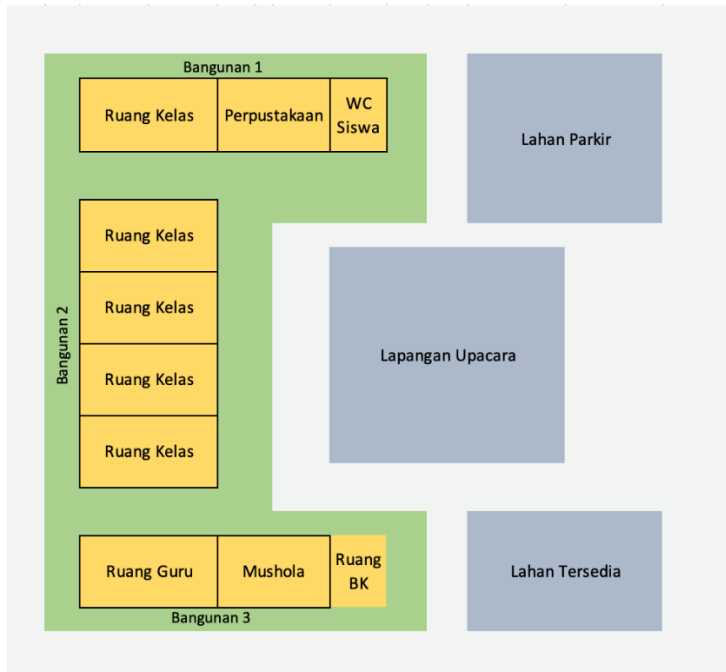 Bangunan 1
Ruang Kelas
Perpustakaan
WC
Siswa
Lahan Parkir
Bangunan 2
Ruang Kelas
Ruang Kelas
Ruang Kelas
Ruang Kelas
Lapangan Upacara
Ruang Guru
Mushola
Ruang
BK
Lahan Tersedia
Bangunan 3